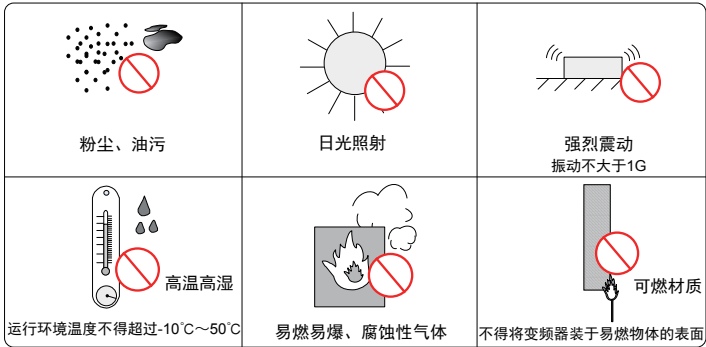 粉尘、油污
日光照射
强烈震动
振动不大于1G
高温高湿
运行环境温度不得超过-10℃～50℃
易燃易爆、腐蚀性气体
可燃材质
不得将变频器装于易燃物体的表面